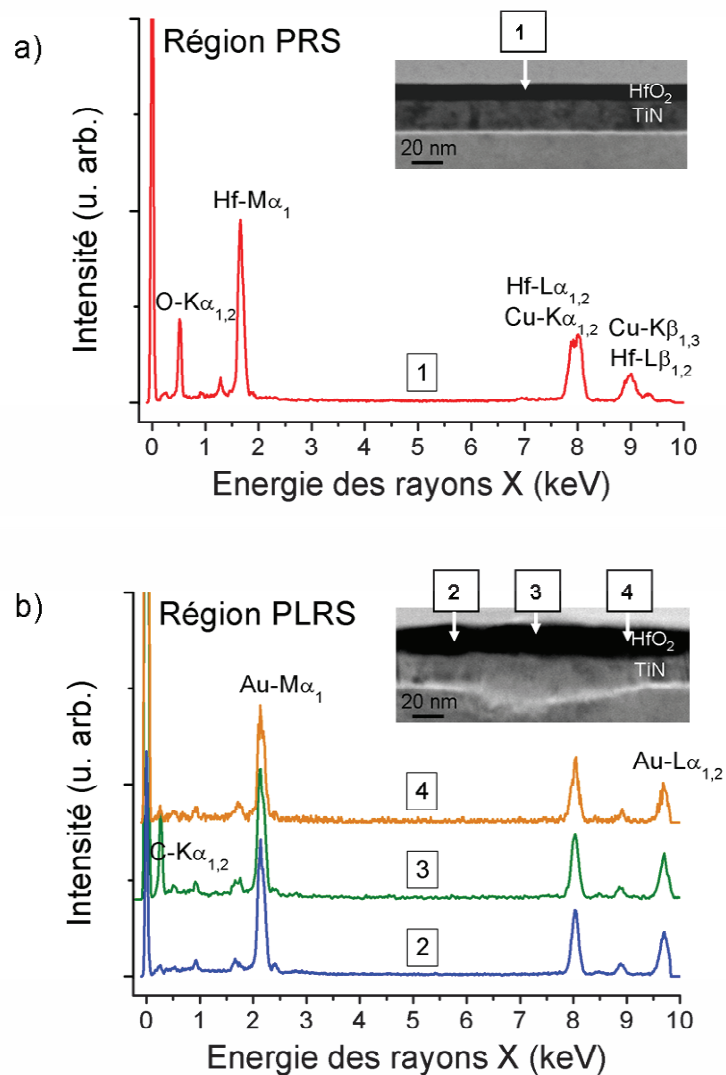 a)
Région PRS
1
HfO₂
TiN
20 nm
Hf-Mα₁
O-Kα₁,₂
Hf-Lα₁,₂
Cu-Kα₁,₂
Cu-Kβ₁,₃
Hf-Lβ₁,₂
1
Intensité (u. arb.)
0 1 2 3 4 5 6 7 8 9 10
Energie des rayons X (keV)
b)
Région PLRS
2 3 4
HfO₂
TiN
20 nm
Au-Mα₁
Au-Lα₁,₂
4
C-Kα₁,₂
3
2
Intensité (u. arb.)
0 1 2 3 4 5 6 7 8 9 10
Energie des rayons X (keV)